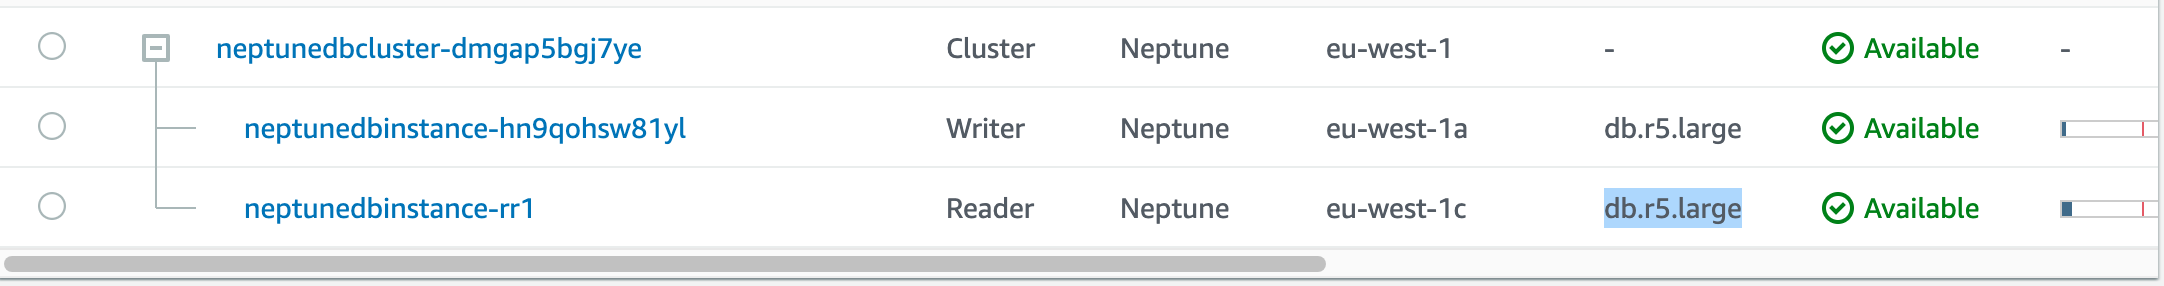 neptunedbcluster-dmgap5bgj7ye Cluster Neptune eu-west-1 - Available -
neptunedbinstance-hn9qohsw81yl Writer Neptune eu-west-1a db.r5.large Available
neptunedbinstance-rr1 Reader Neptune eu-west-1c db.r5.large Available